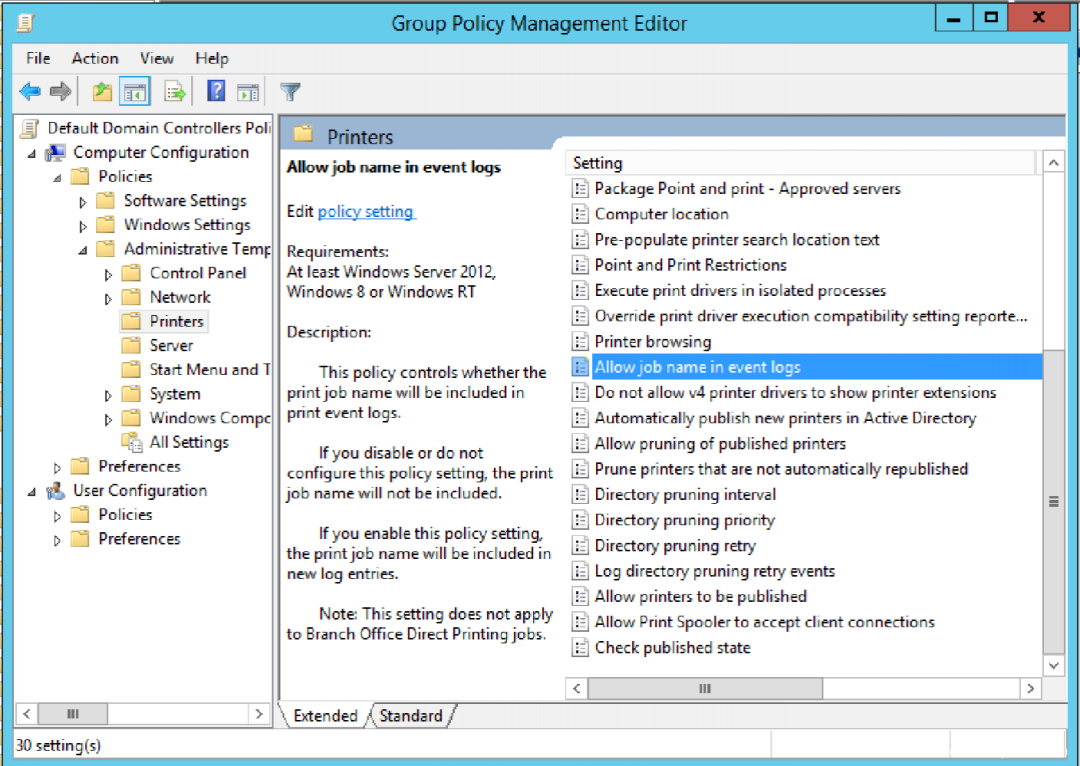 Group Policy Management Editor
File Action View Help
Default Domain Controllers Poli
Computer Configuration
Policies
Software Settings
Windows Settings
Administrative Temp
Control Panel
Network
Printers
Server
Start Menu and T
System
Windows Compo
All Settings
Preferences
User Configuration
Policies
Preferences
Printers
Allow job name in event logs
Edit policy setting
Requirements:
At least Windows Server 2012,
Windows 8 or Windows RT
Description:
This policy controls whether the
print job name will be included in
print event logs.
If you disable or do not
configure this policy setting, the print
job name will not be included.
If you enable this policy setting,
the print job name will be included in
new log entries.
Note: This setting does not apply
to Branch Office Direct Printing jobs.
Setting
Package Point and print - Approved servers
Computer location
Pre-populate printer search location text
Point and Print Restrictions
Execute print drivers in isolated processes
Override print driver execution compatibility setting reporte...
Printer browsing
Allow job name in event logs
Do not allow v4 printer drivers to show printer extensions
Automatically publish new printers in Active Directory
Allow pruning of published printers
Prune printers that are not automatically republished
Directory pruning interval
Directory pruning priority
Directory pruning retry
Log directory pruning retry events
Allow printers to be published
Allow Print Spooler to accept client connections
Check published state
Extended Standard
30 setting(s)